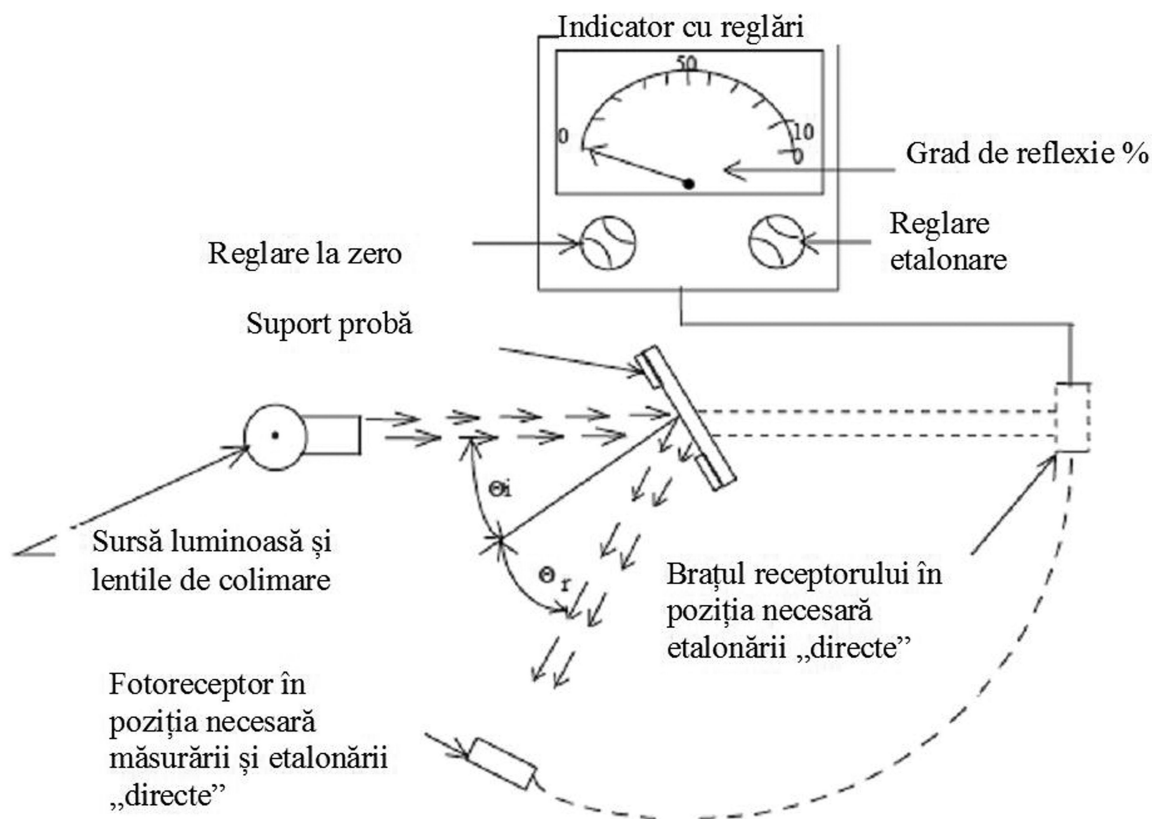 Indicator cu reglări
50
0
10
0
Grad de reflexie %
Reglare la zero
Reglare
etalonare
Suport probă
Θi
Θ r
Sursă luminoasă și
lentile de colimare
Brațul receptorului în
poziția necesară
etalonării ,,directe”
Fotoreceptor în
poziția necesară
măsurării și etalonării
,,directe”